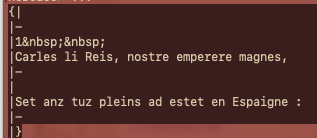 {|
|-
|1&nbsp;&nbsp;
|Carles li Reis, nostre emperere magnes,
|-
|
|Set anz tuz pleins ad estet en Espaigne :
|-
|}